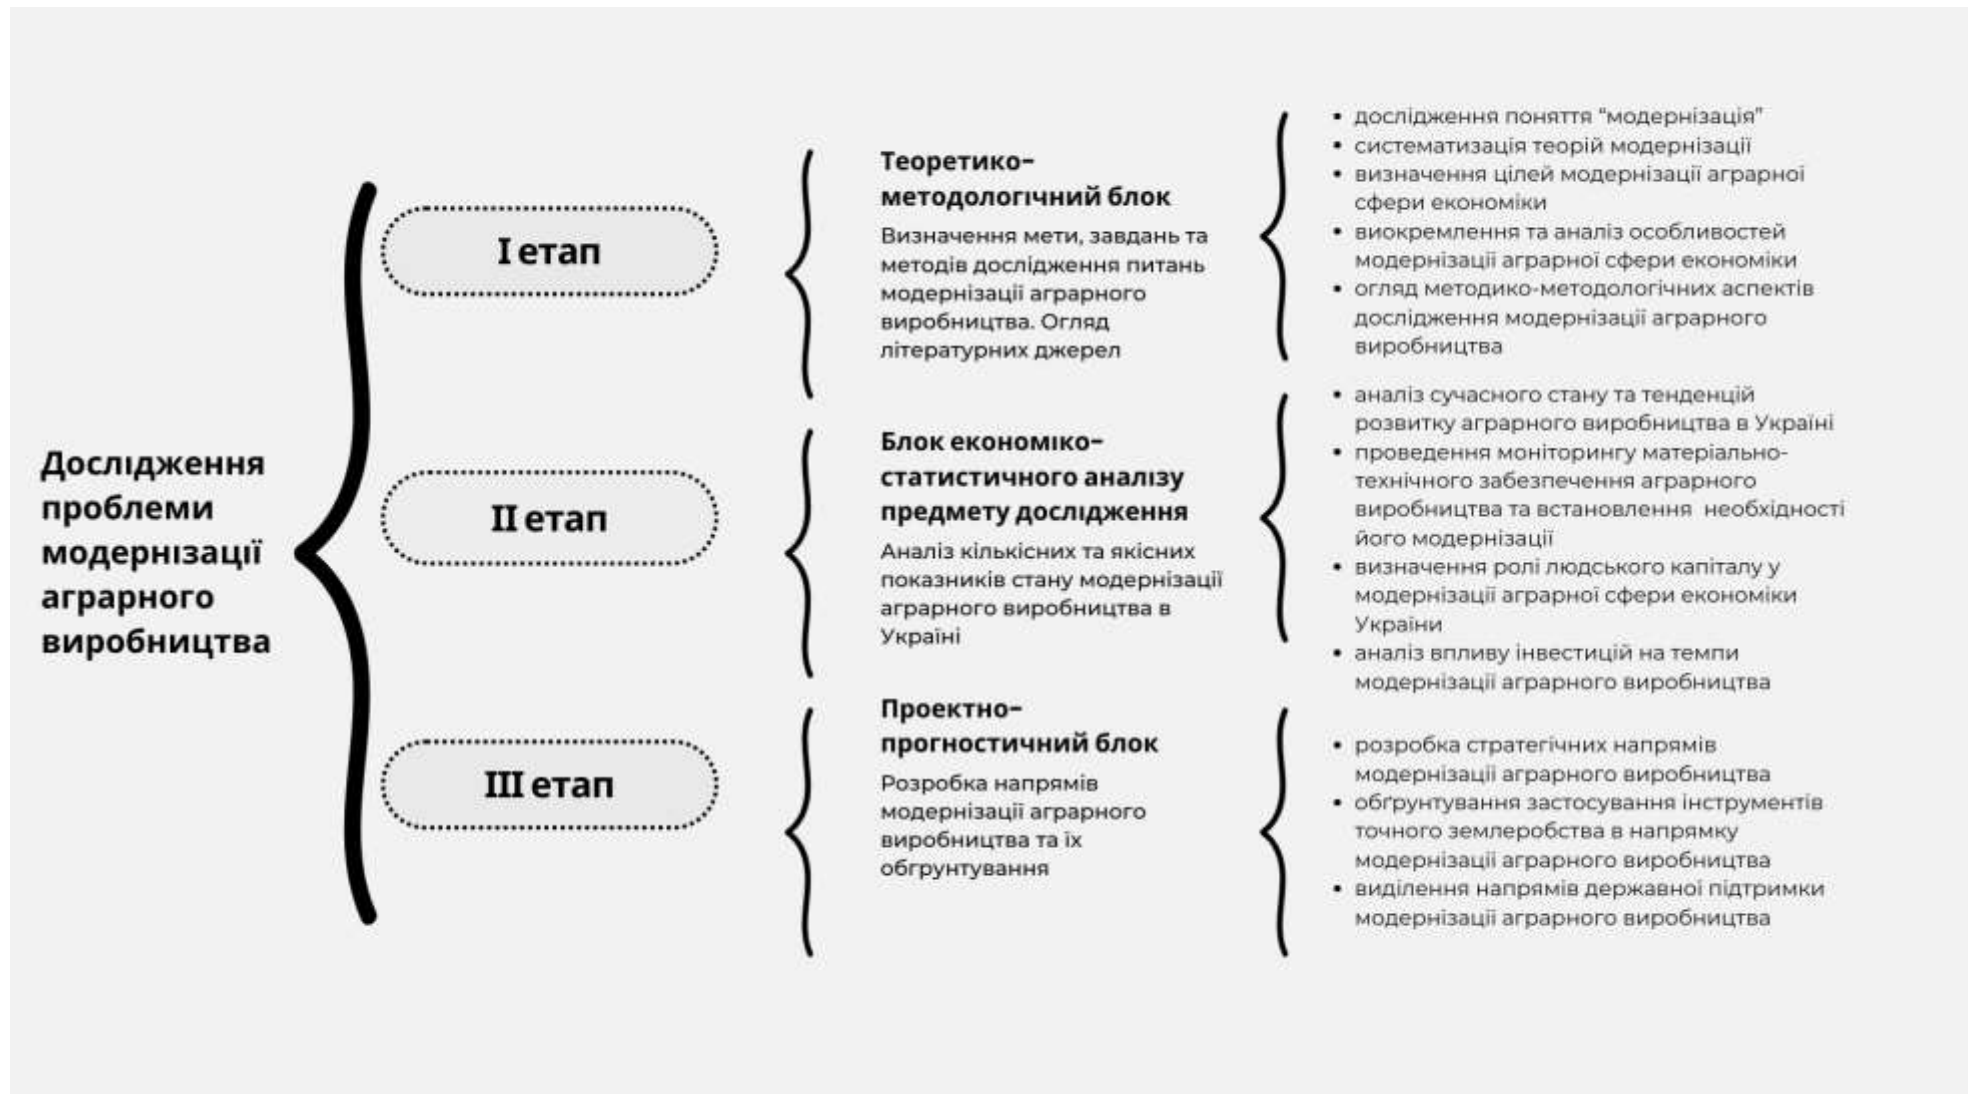 Дослідження
проблеми
модернізації
аграрного
виробництва
I етап
Теоретико-
методологічний блок
Визначення мети, завдань та
методів дослідження питань
модернізації аграрного
виробництва. Огляд
літературних джерел
• дослідження поняття “модернізація”
• систематизація теорій модернізації
• визначення цілей модернізації аграрної
сфери економіки
• виокремлення та аналіз особливостей
модернізації аграрної сфери економіки
• огляд методико-методологічних аспектів
дослідження модернізації аграрного
виробництва
II етап
Блок економіко-
статистичного аналізу
предмету дослідження
Аналіз кількісних та якісних
показників стану модернізації
аграрного виробництва в
Україні
• аналіз сучасного стану та тенденцій
розвитку аграрного виробництва в Україні
• проведення моніторингу матеріально-
технічного забезпечення аграрного
виробництва та встановлення необхідності
його модернізації
• визначення ролі людського капіталу у
модернізації аграрної сфери економіки
України
• аналіз впливу інвестицій на темпи
модернізації аграрного виробництва
III етап
Проектно-
прогностичний блок
Розробка напрямів
модернізації аграрного
виробництва та їх
обгрунтування
• розробка стратегічних напрямів
модернізації аграрного виробництва
• обґрунтування застосування інструментів
точного землеробства в напрямку
модернізації аграрного виробництва
• виділення напрямів державної підтримки
модернізації аграрного виробництва